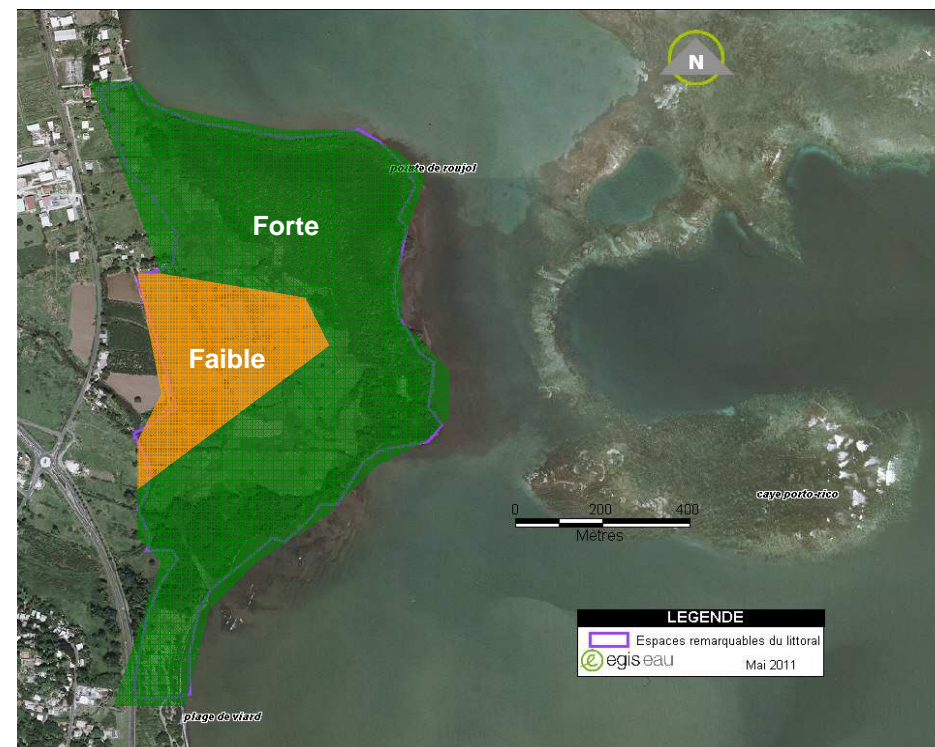 N
pointe de roujol
Forte
Faible
caye porto-rico
0 200 400
Mètres
LEGENDE
Espaces remarquables du littoral
egis eau
Mai 2011
plage de viard